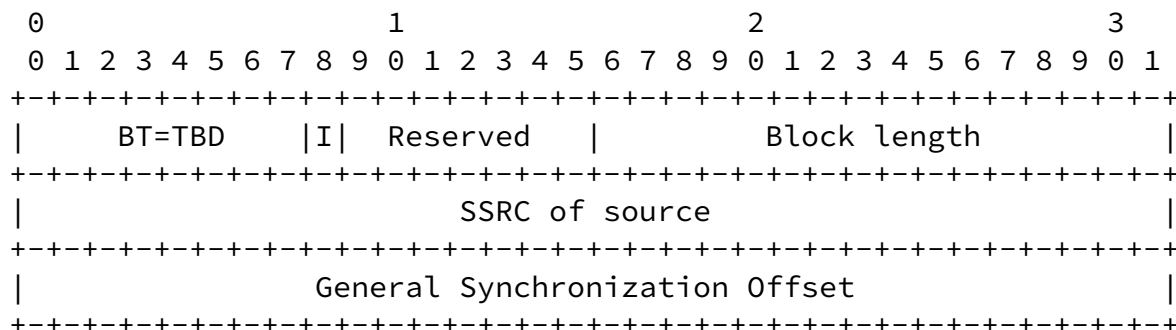 0                   1                   2                   3
 0 1 2 3 4 5 6 7 8 9 0 1 2 3 4 5 6 7 8 9 0 1 2 3 4 5 6 7 8 9 0 1
+-+-+-+-+-+-+-+-+-+-+-+-+-+-+-+-+-+-+-+-+-+-+-+-+-+-+-+-+-+-+-+-+
|     BT=TBD    |I|  Reserved   |         Block length          |
+-+-+-+-+-+-+-+-+-+-+-+-+-+-+-+-+-+-+-+-+-+-+-+-+-+-+-+-+-+-+-+-+
|                        SSRC of source                         |
+-+-+-+-+-+-+-+-+-+-+-+-+-+-+-+-+-+-+-+-+-+-+-+-+-+-+-+-+-+-+-+-+
|                General Synchronization Offset                 |
+-+-+-+-+-+-+-+-+-+-+-+-+-+-+-+-+-+-+-+-+-+-+-+-+-+-+-+-+-+-+-+-+